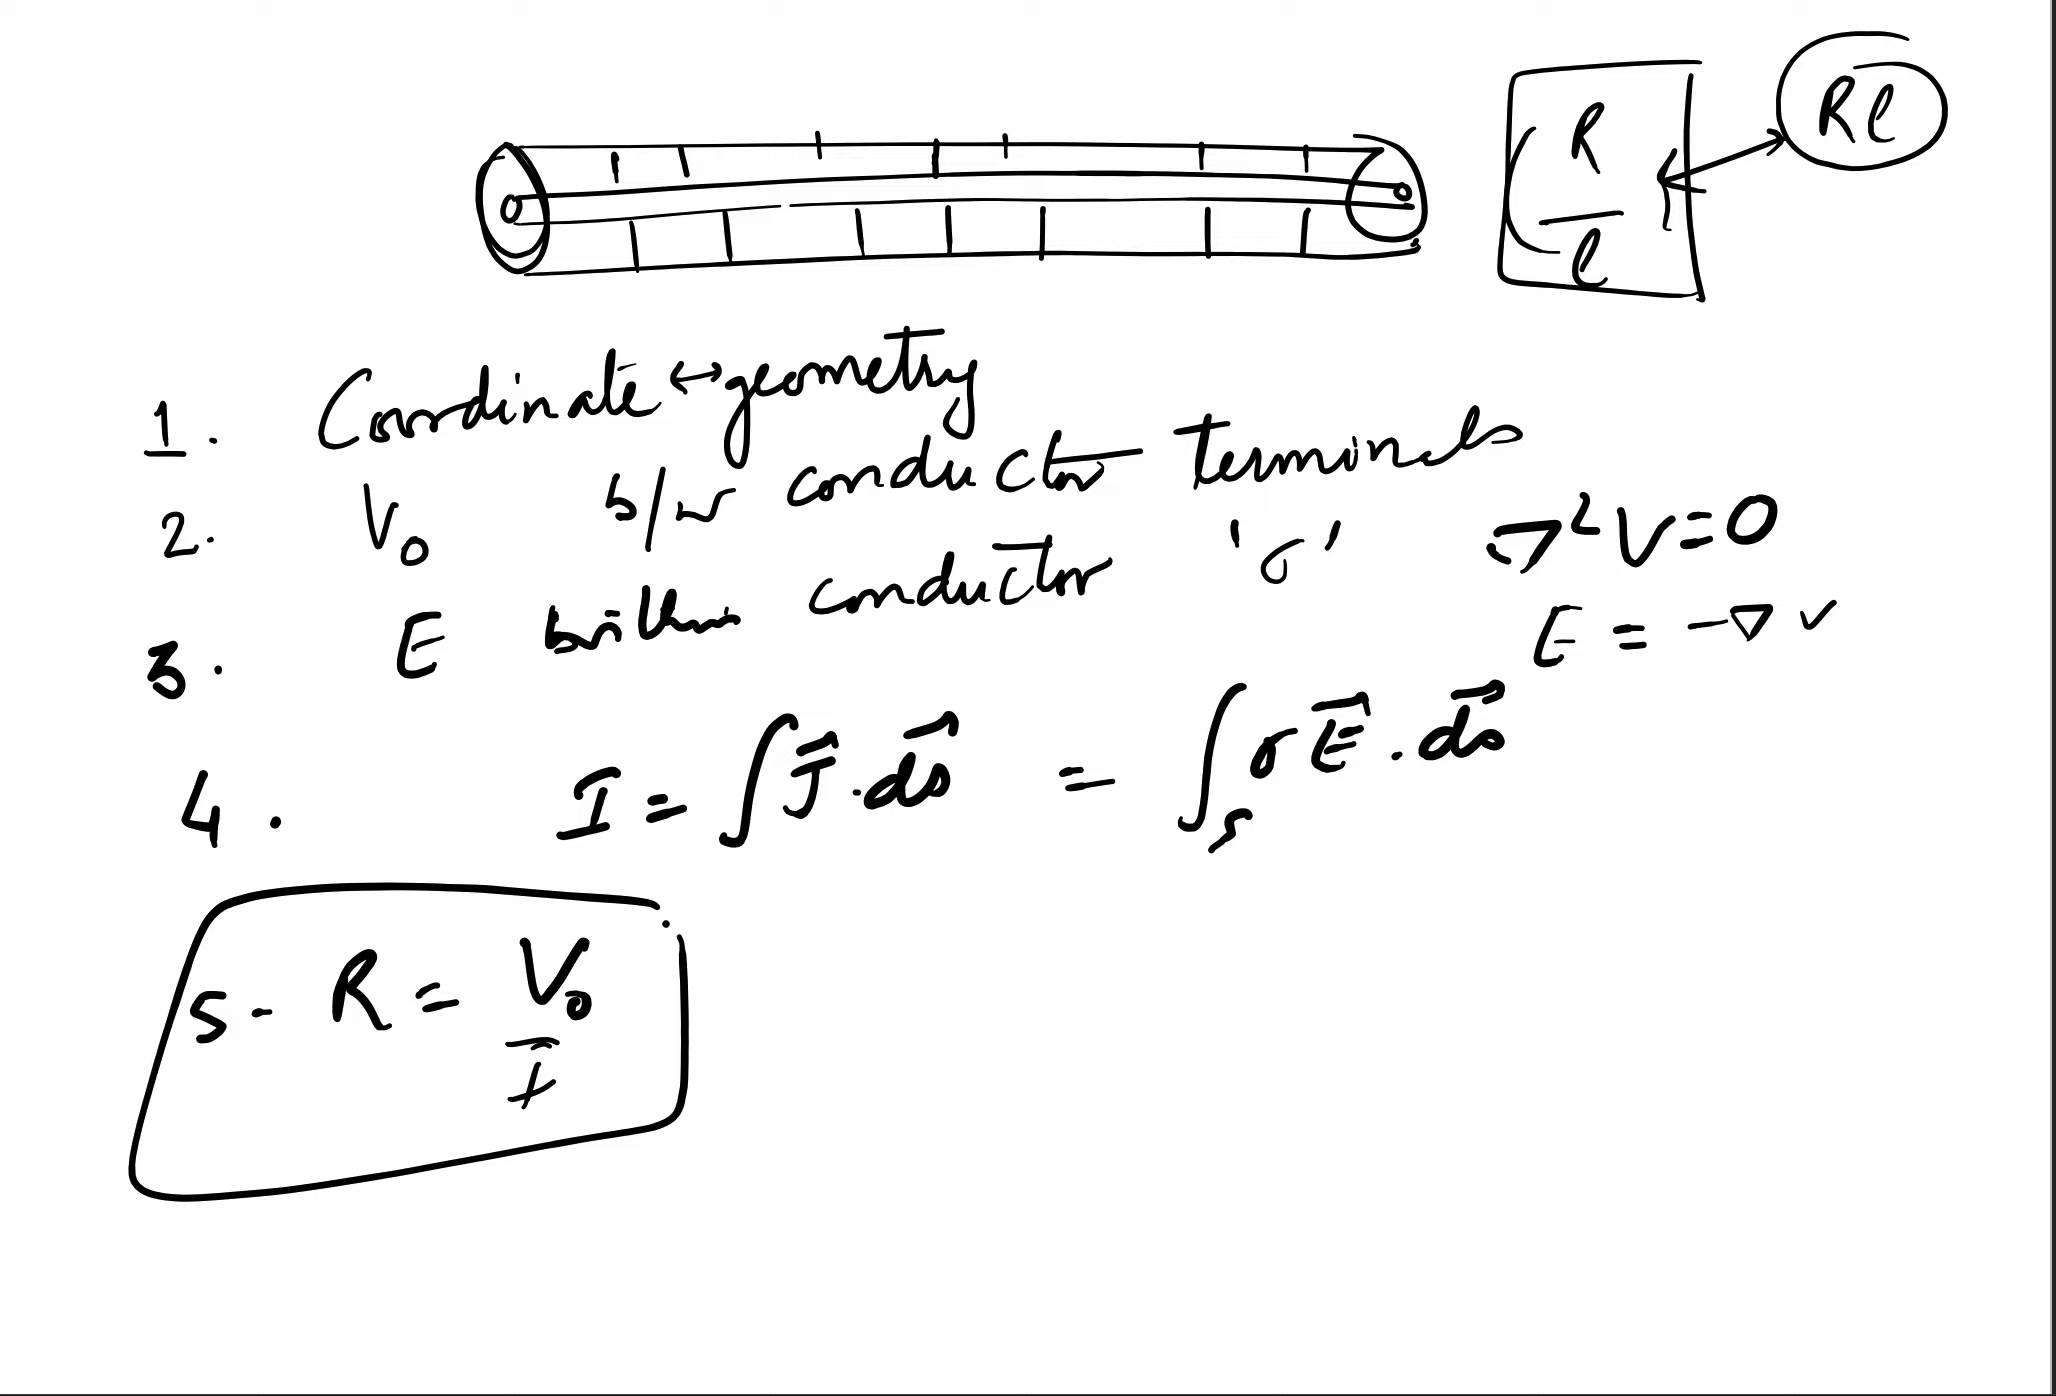 (R/l) ↔ Rl
1. Coordinate ↔ geometry
2. V₀ b/w conductor terminals
∇²V=0
3. E within conductor 'σ'
E = -∇V
4. I = ∫J⃗.ds⃗ = ∫ₛσE⃗.ds⃗
5- R = V₀/I